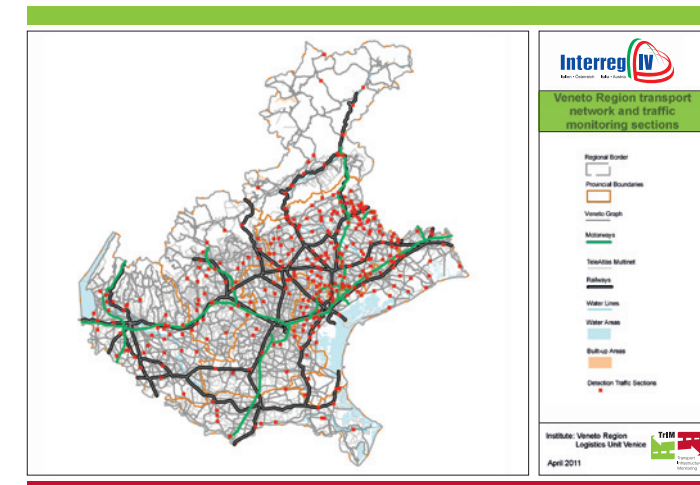 Interreg IV
Italien - Österreich Italia - Austria
Veneto Region transport
network and traffic
monitoring sections
Regional Border
Provincial Boundaries
Veneto Graph
Motorways
TeleAtlas Multinet
Railways
Water Lines
Water Areas
Built-up Areas
Detection Traffic Sections
Institute: Veneto Region
Logistics Unit Venice
April 2011
TrIM
Transport
Infrastructure
Monitoring